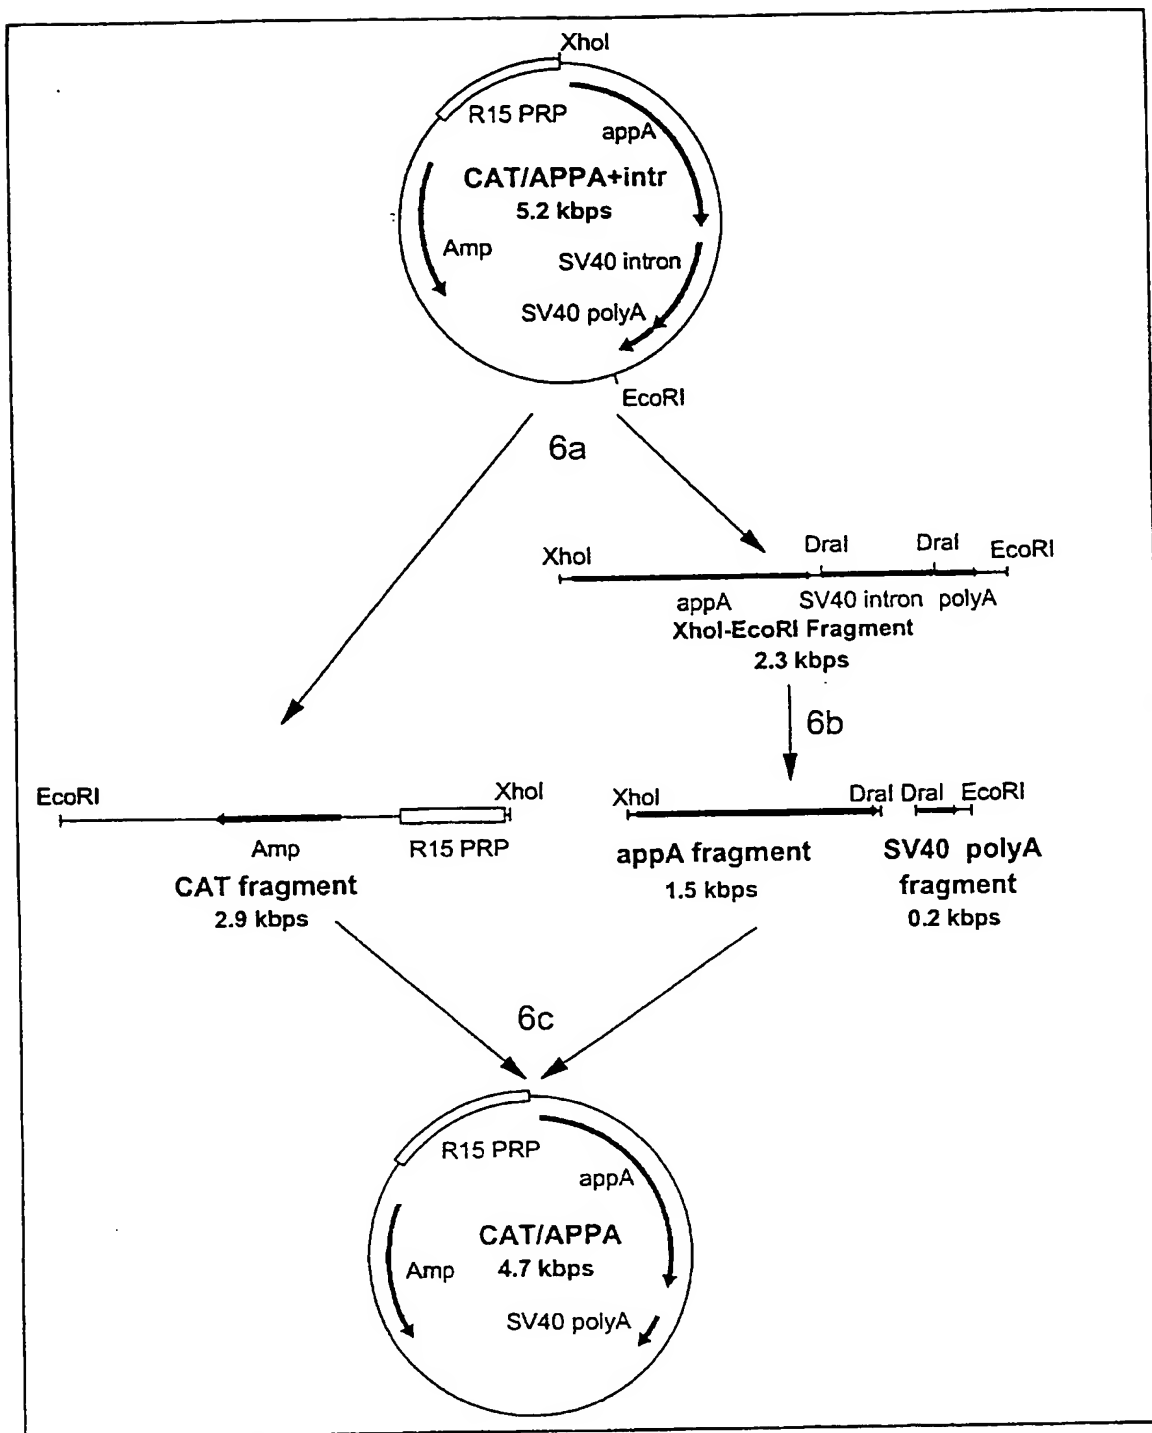 XhoI
R15 PRP
appA
CAT/APPA+intr
5.2 kbps
Amp
SV40 intron
SV40 polyA
EcoRI
6a
XhoI
DraI
DraI
EcoRI
appA
SV40 intron
polyA
XhoI-EcoRI Fragment
2.3 kbps
6b
EcoRI
XhoI
Amp
R15 PRP
CAT fragment
2.9 kbps
XhoI
DraI
DraI
EcoRI
appA fragment
1.5 kbps
SV40 polyA
fragment
0.2 kbps
6c
R15 PRP
appA
CAT/APPA
4.7 kbps
Amp
SV40 polyA